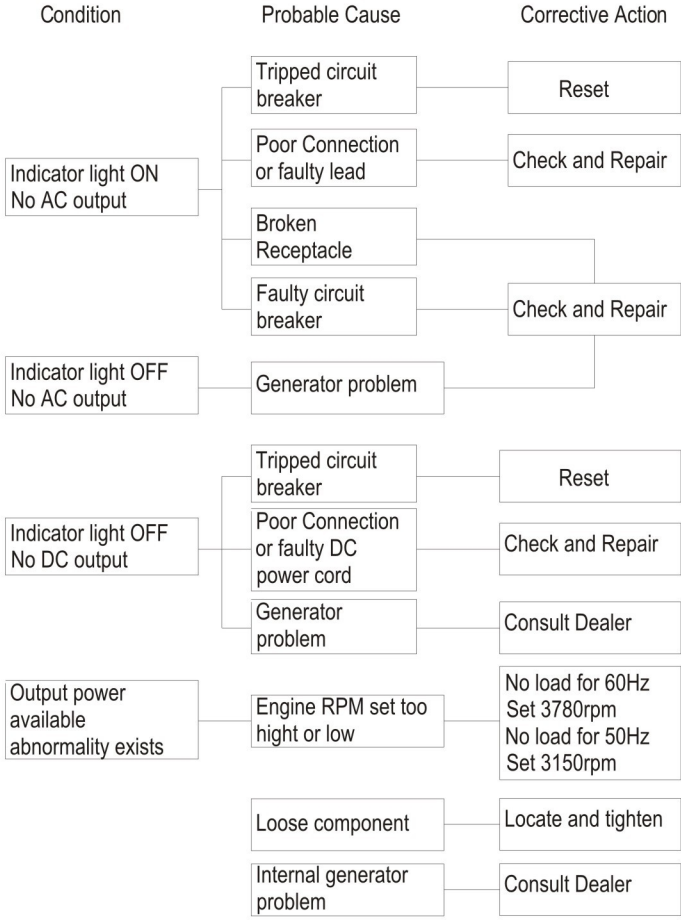 Condition
Probable Cause
Corrective Action
Tripped circuit
breaker
Reset
Poor Connection
or faulty lead
Check and Repair
Indicator light ON
No AC output
Broken
Receptacle
Faulty circuit
breaker
Check and Repair
Indicator light OFF
No AC output
Generator problem
Tripped circuit
breaker
Reset
Indicator light OFF
No DC output
Poor Connection
or faulty DC
power cord
Check and Repair
Generator
problem
Consult Dealer
Output power
available
abnormality exists
Engine RPM set too
hight or low
No load for 60Hz
Set 3780rpm
No load for 50Hz
Set 3150rpm
Loose component
Locate and tighten
Internal generator
problem
Consult Dealer